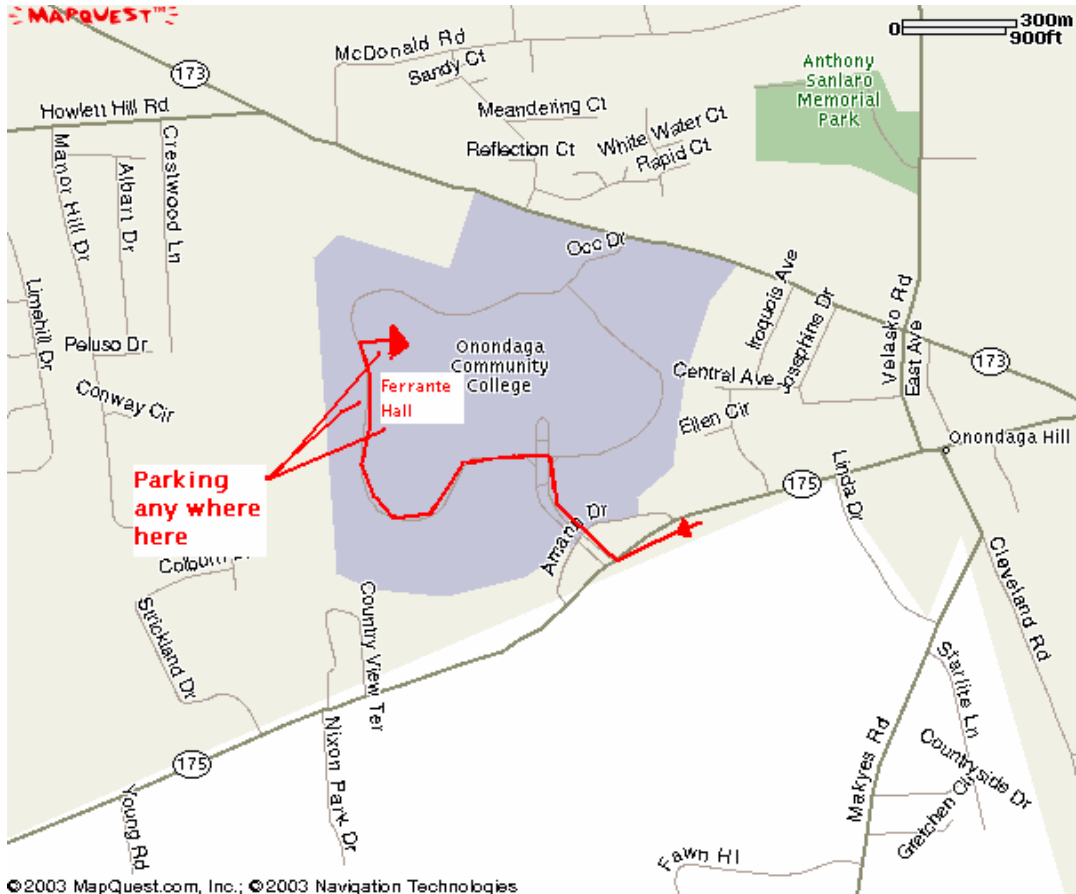 MAPQUEST™
0 300m
900ft
McDonald Rd
Sandy Ct
173
Anthony
Sanlaro
Memorial
Park
Howlett Hill Rd
Meandering Ct
White Water Ct
Reflection Ct
Rapid Ct
Manor Hill Dr
Albart Dr
Crestwood Ln
Occ Dr
Iroquois Ave
Josephine Dr
Velasko Rd
East Ave
Limehill Dr
Peluso Dr
Onondaga
Community
College
173
Central Ave
Ferrante
Hall
Conway Cir
Ellen Cir
Onondaga Hill
Parking
any where
here
175
Linda Dr
Amann Dr
Cleveland Rd
Strickland Dr
Country View Ter
Starlite Ln
175
Nixon Park Dr
Young Rd
Makyes Rd
Countryside Dr
Gretchen Cir
Fawn Hl
©2003 MapQuest.com, Inc.; ©2003 Navigation Technologies